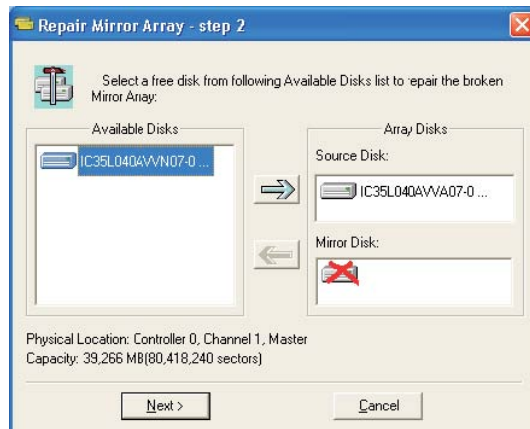 Repair Mirror Array - step 2
Select a free disk from following Available Disks list to repair the broken
Mirror Array:
Available Disks
IC35L040AVVN07-0 ...
Array Disks
Source Disk:
IC35L040AVVA07-0 ...
Mirror Disk:
Physical Location: Controller 0, Channel 1, Master
Capacity: 39,266 MB(80,418,240 sectors)
Next >
Cancel